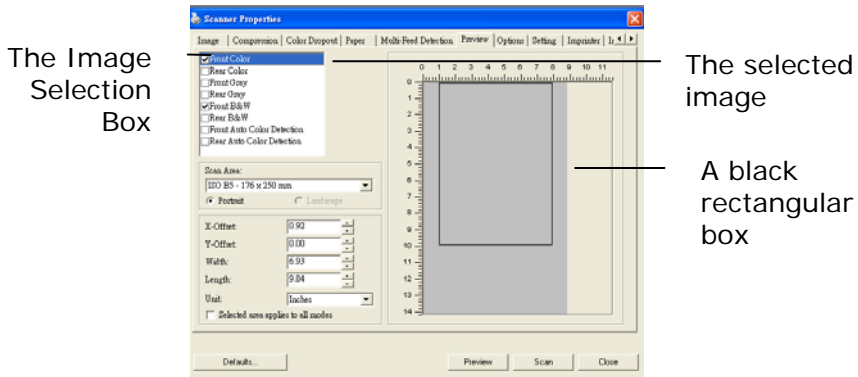 The Image
Selection
Box
Scanner Properties
Image Compression Color Dropout Paper Multi-Feed Detection Preview Options Setting Imprinter
Front Color
Rear Color
Front Gray
Rear Gray
Front B&W
Rear B&W
Front Auto Color Detection
Rear Auto Color Detection
Scan Area:
ISO B5 - 176 x 250 mm
Portrait Landscape
X-Offset: 0.92
Y-Offset: 0.00
Width: 6.93
Length: 9.84
Unit: Inches
Selected area applies to all modes
0 1 2 3 4 5 6 7 8 9 10 11
0
1
2
3
4
5
6
7
8
9
10
11
12
13
14
Defaults... Preview Scan Close
The selected
image
A black
rectangular
box